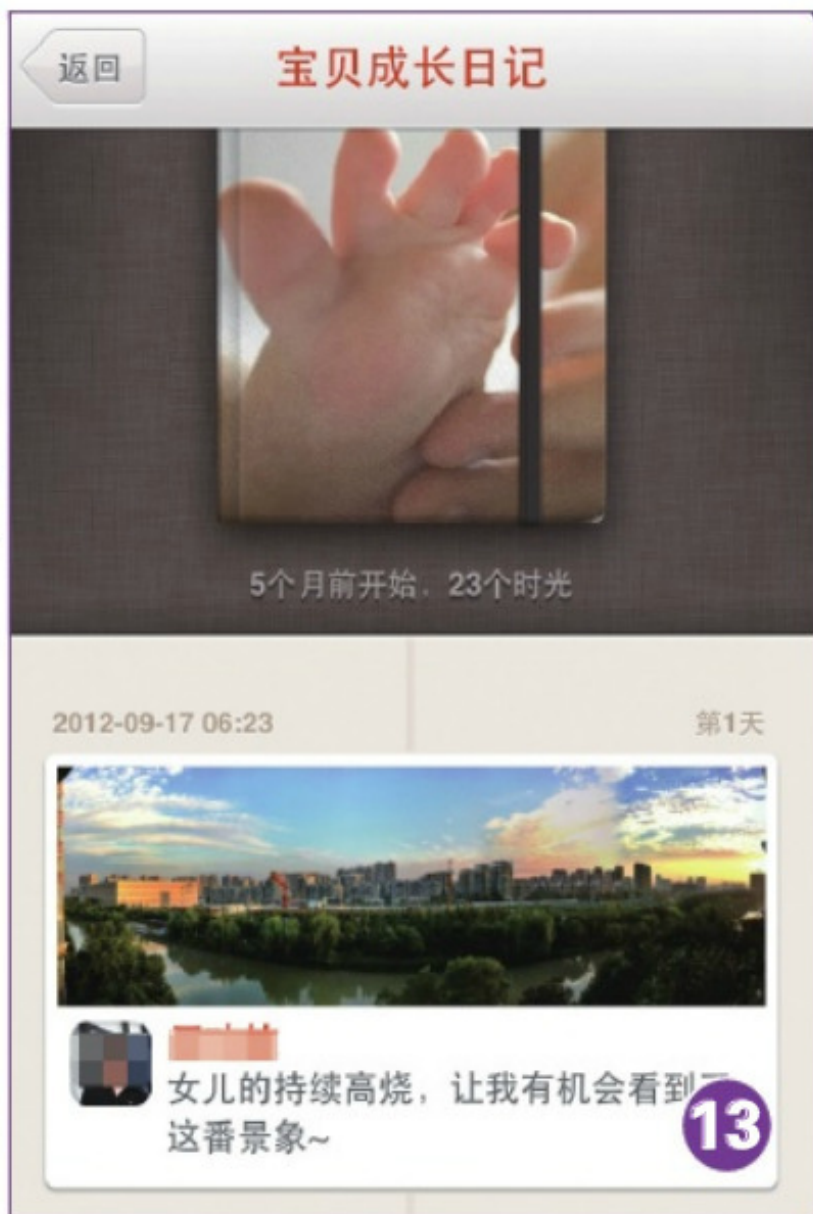 返回
宝贝成长日记
5个月前开始，23个时光
2012-09-17 06:23
第1天
女儿的持续高烧，让我有机会看到
这番景象~
13